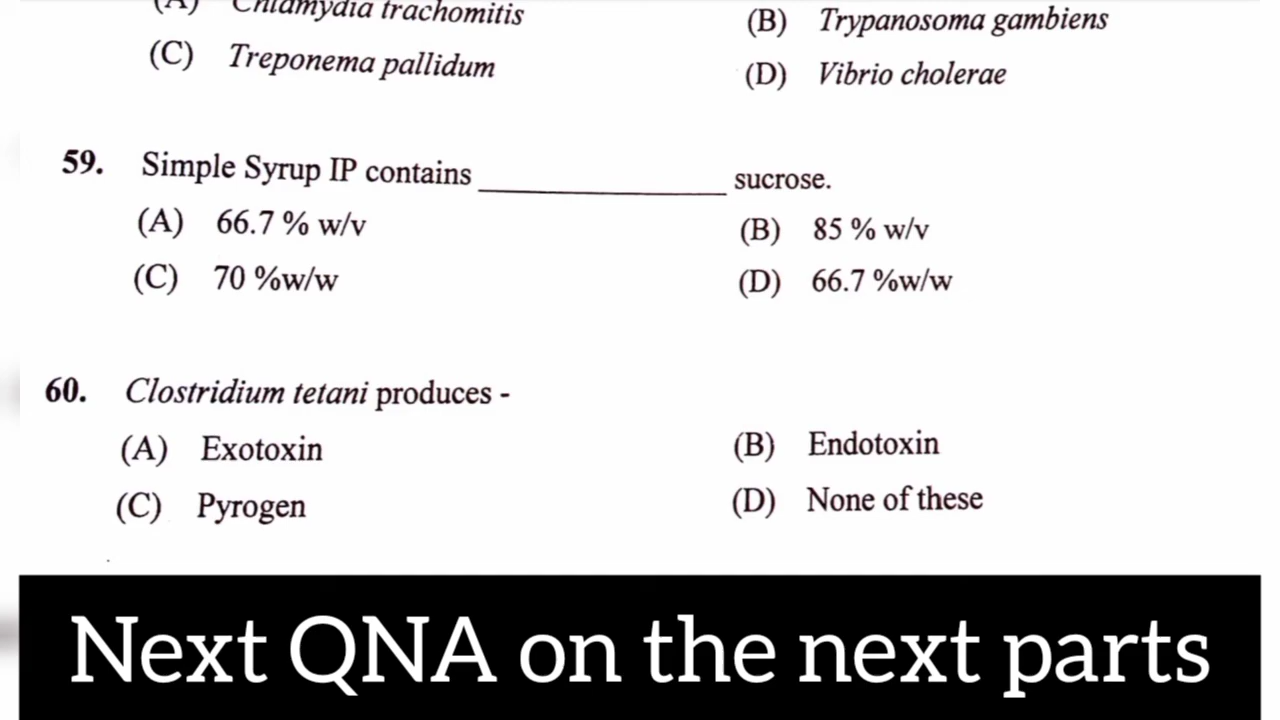 (A) Chlamydia trachomitis (B) Trypanosoma gambiens
(C) Treponema pallidum (D) Vibrio cholerae
59. Simple Syrup IP contains ______________ sucrose.
(A) 66.7 % w/v (B) 85 % w/v
(C) 70 %w/w (D) 66.7 %w/w
60. Clostridium tetani produces -
(A) Exotoxin (B) Endotoxin
(C) Pyrogen (D) None of these
Next QNA on the next parts